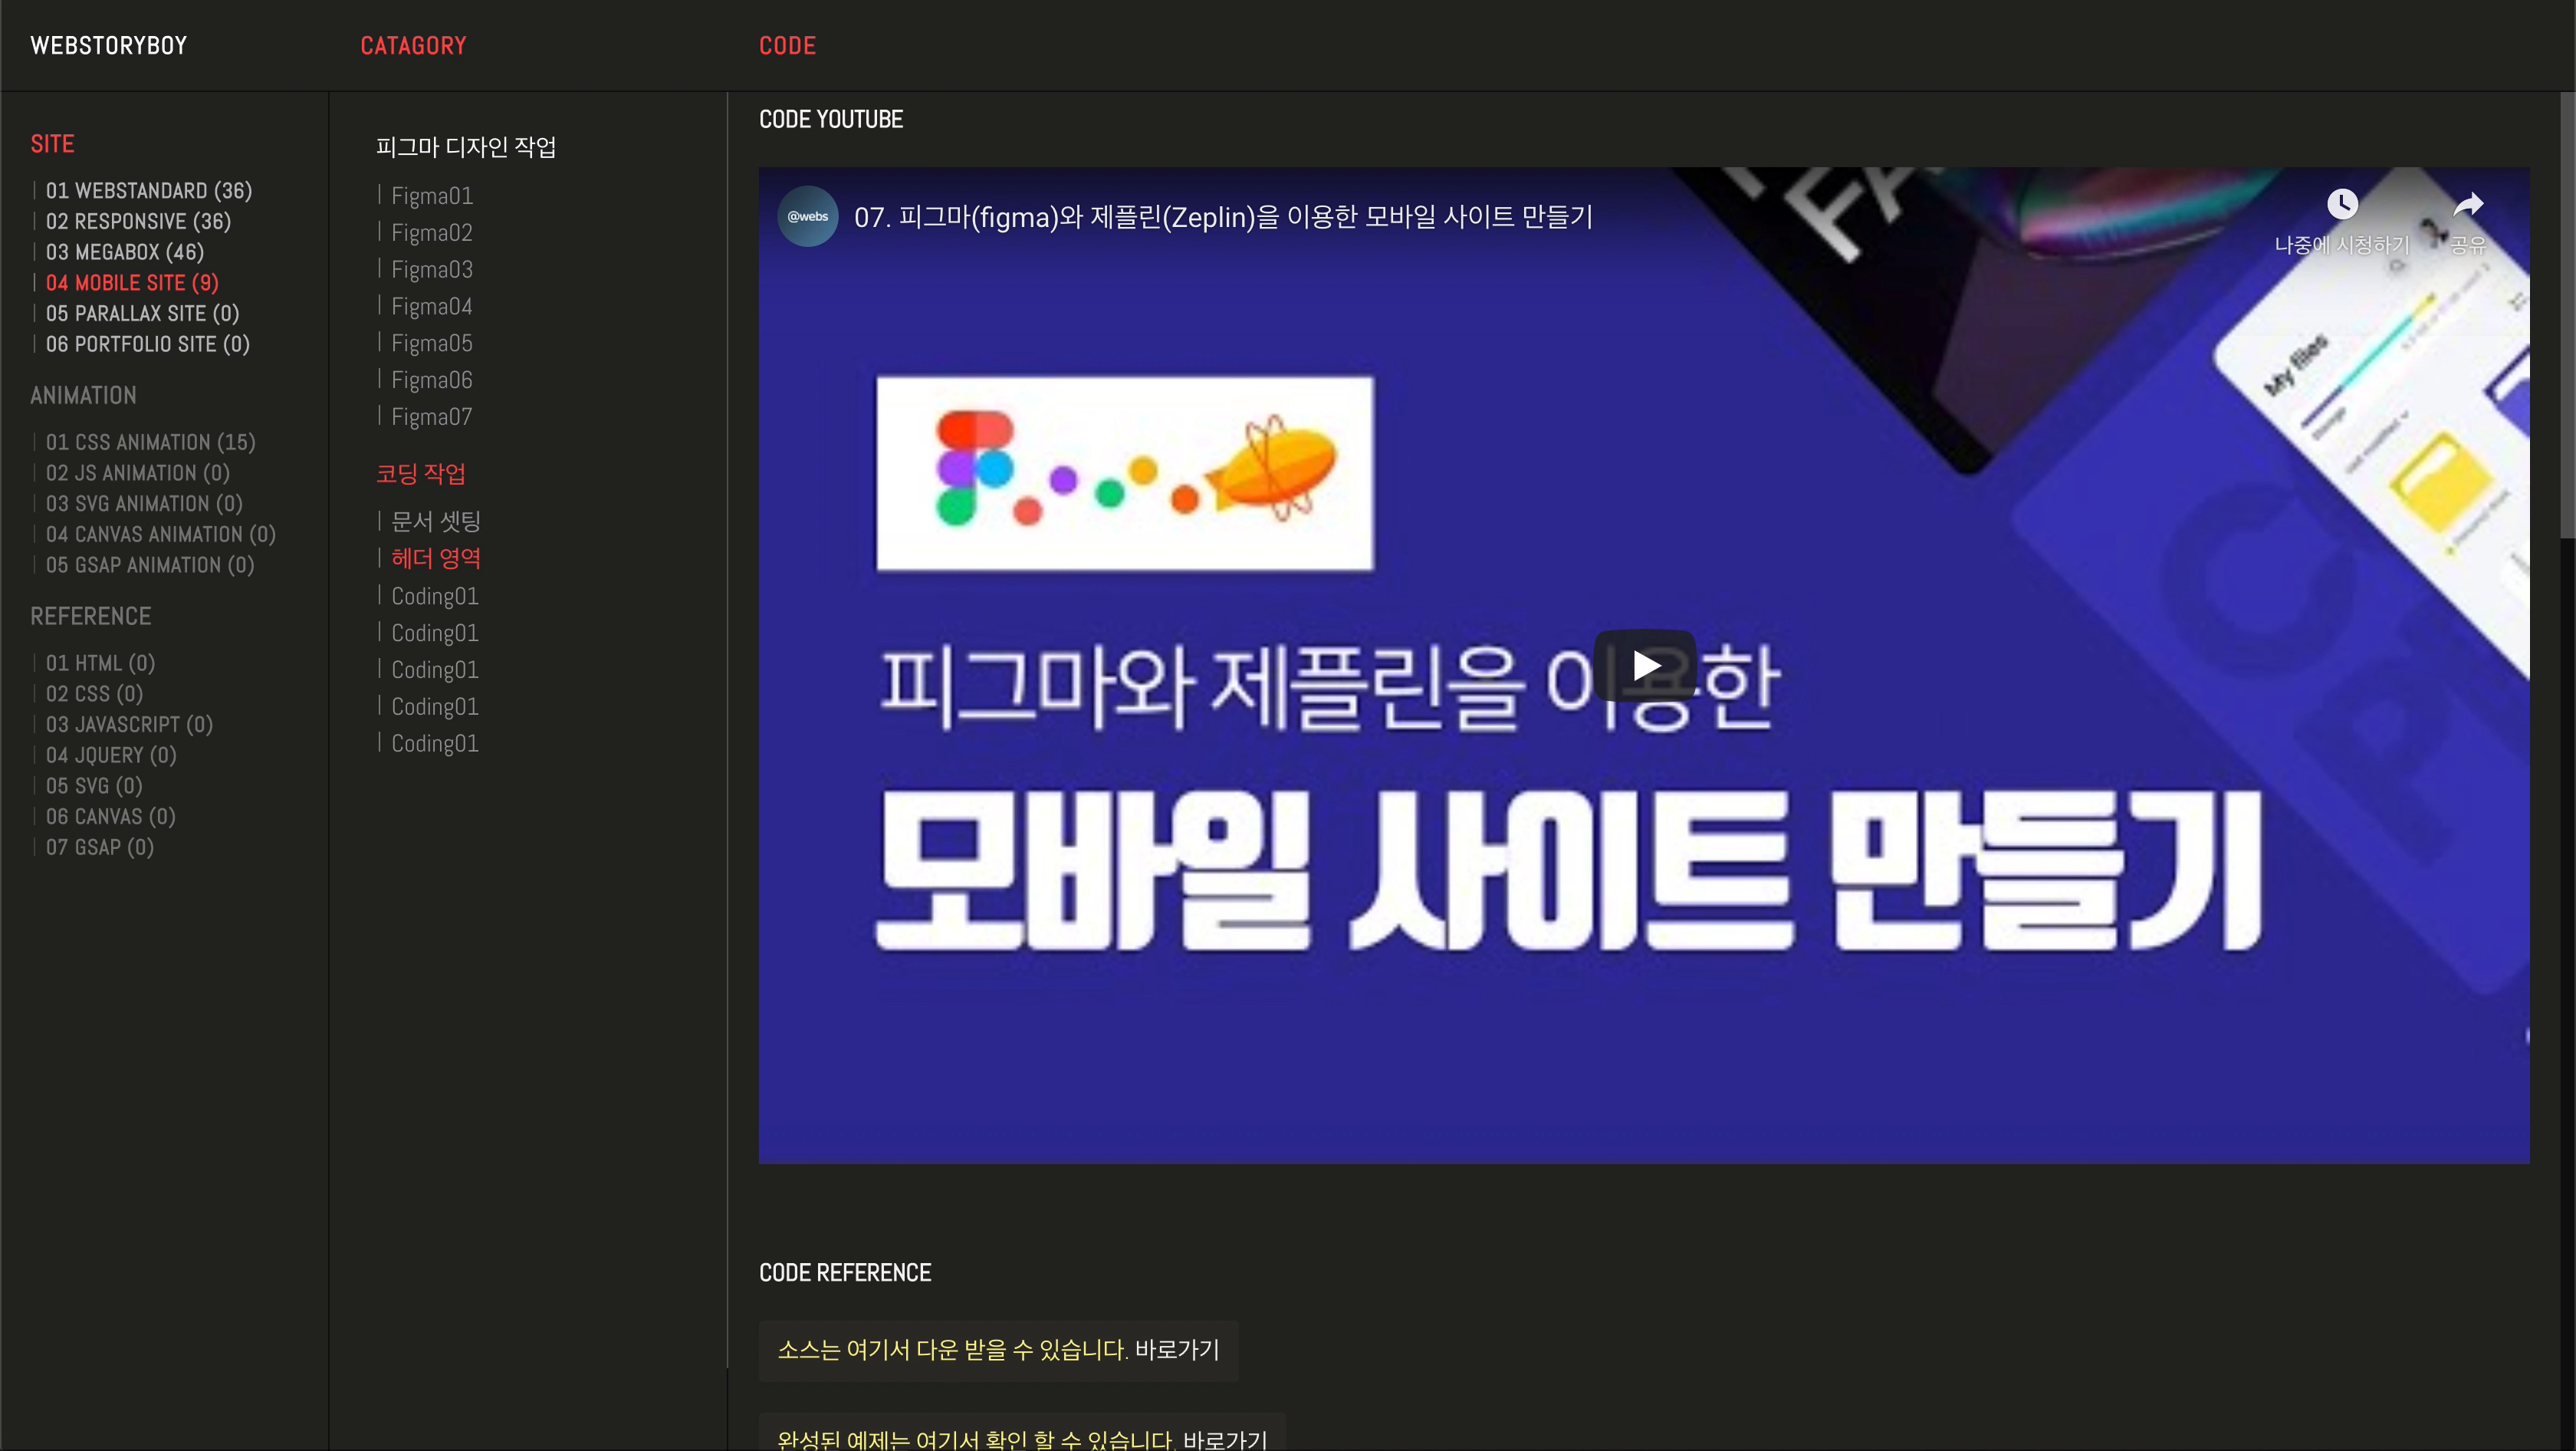 WEBSTORYBOY
CATAGORY
CODE
SITE
01 WEBSTANDARD (36)
02 RESPONSIVE (36)
03 MEGABOX (46)
04 MOBILE SITE (9)
05 PARALLAX SITE (0)
06 PORTFOLIO SITE (0)
ANIMATION
01 CSS ANIMATION (15)
02 JS ANIMATION (0)
03 SVG ANIMATION (0)
04 CANVAS ANIMATION (0)
05 GSAP ANIMATION (0)
REFERENCE
01 HTML (0)
02 CSS (0)
03 JAVASCRIPT (0)
04 JQUERY (0)
05 SVG (0)
06 CANVAS (0)
07 GSAP (0)
피그마 디자인 작업
Figma01
Figma02
Figma03
Figma04
Figma05
Figma06
Figma07
코딩 작업
문서 셋팅
헤더 영역
Coding01
Coding01
Coding01
Coding01
Coding01
CODE YOUTUBE
@webs
07. 피그마(figma)와 제플린(Zeplin)을 이용한 모바일 사이트 만들기
나중에 시청하기
공유
My files
Storage
피그마와 제플린을 이용한
모바일 사이트 만들기
CODE REFERENCE
소스는 여기서 다운 받을 수 있습니다. 바로가기
완성된 예제는 여기서 확인 할 수 있습니다. 바로가기